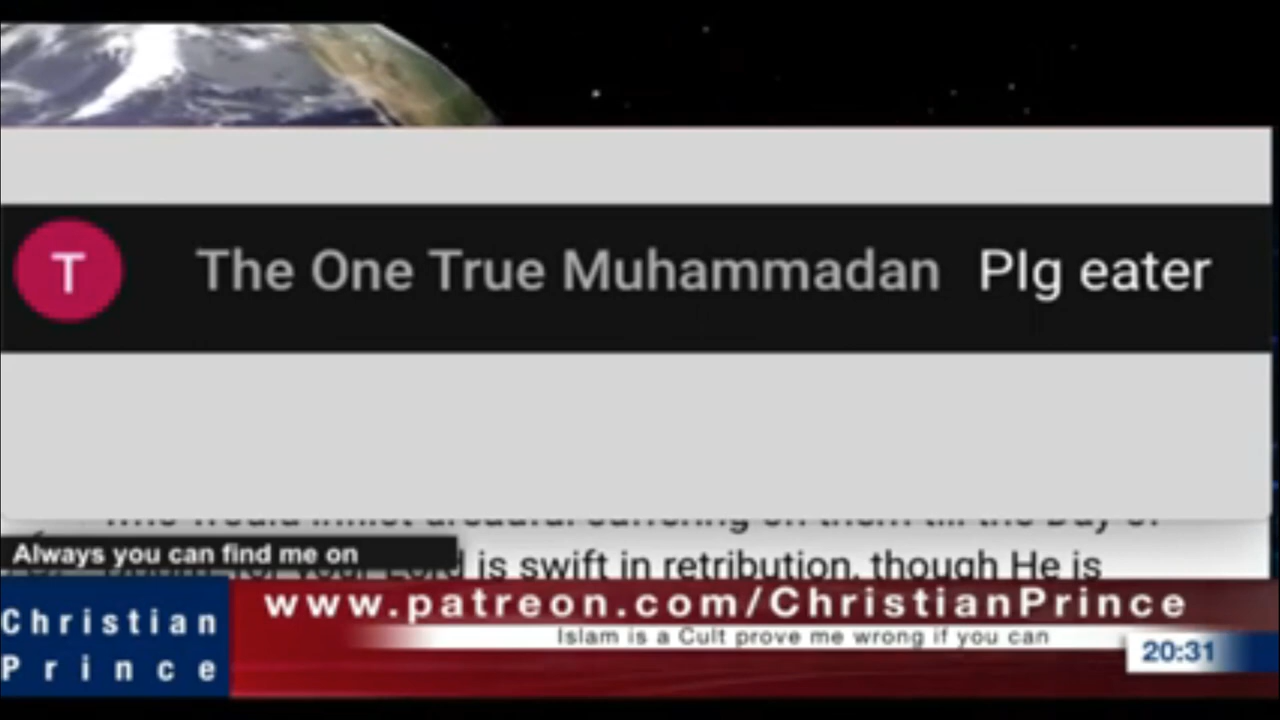 T The One True Muhammadan PIg eater
Always you can find me on
is swift in retribution, though He is
www.patreon.com/ChristianPrince
Islam is a Cult prove me wrong if you can
Christian
Prince
20:31